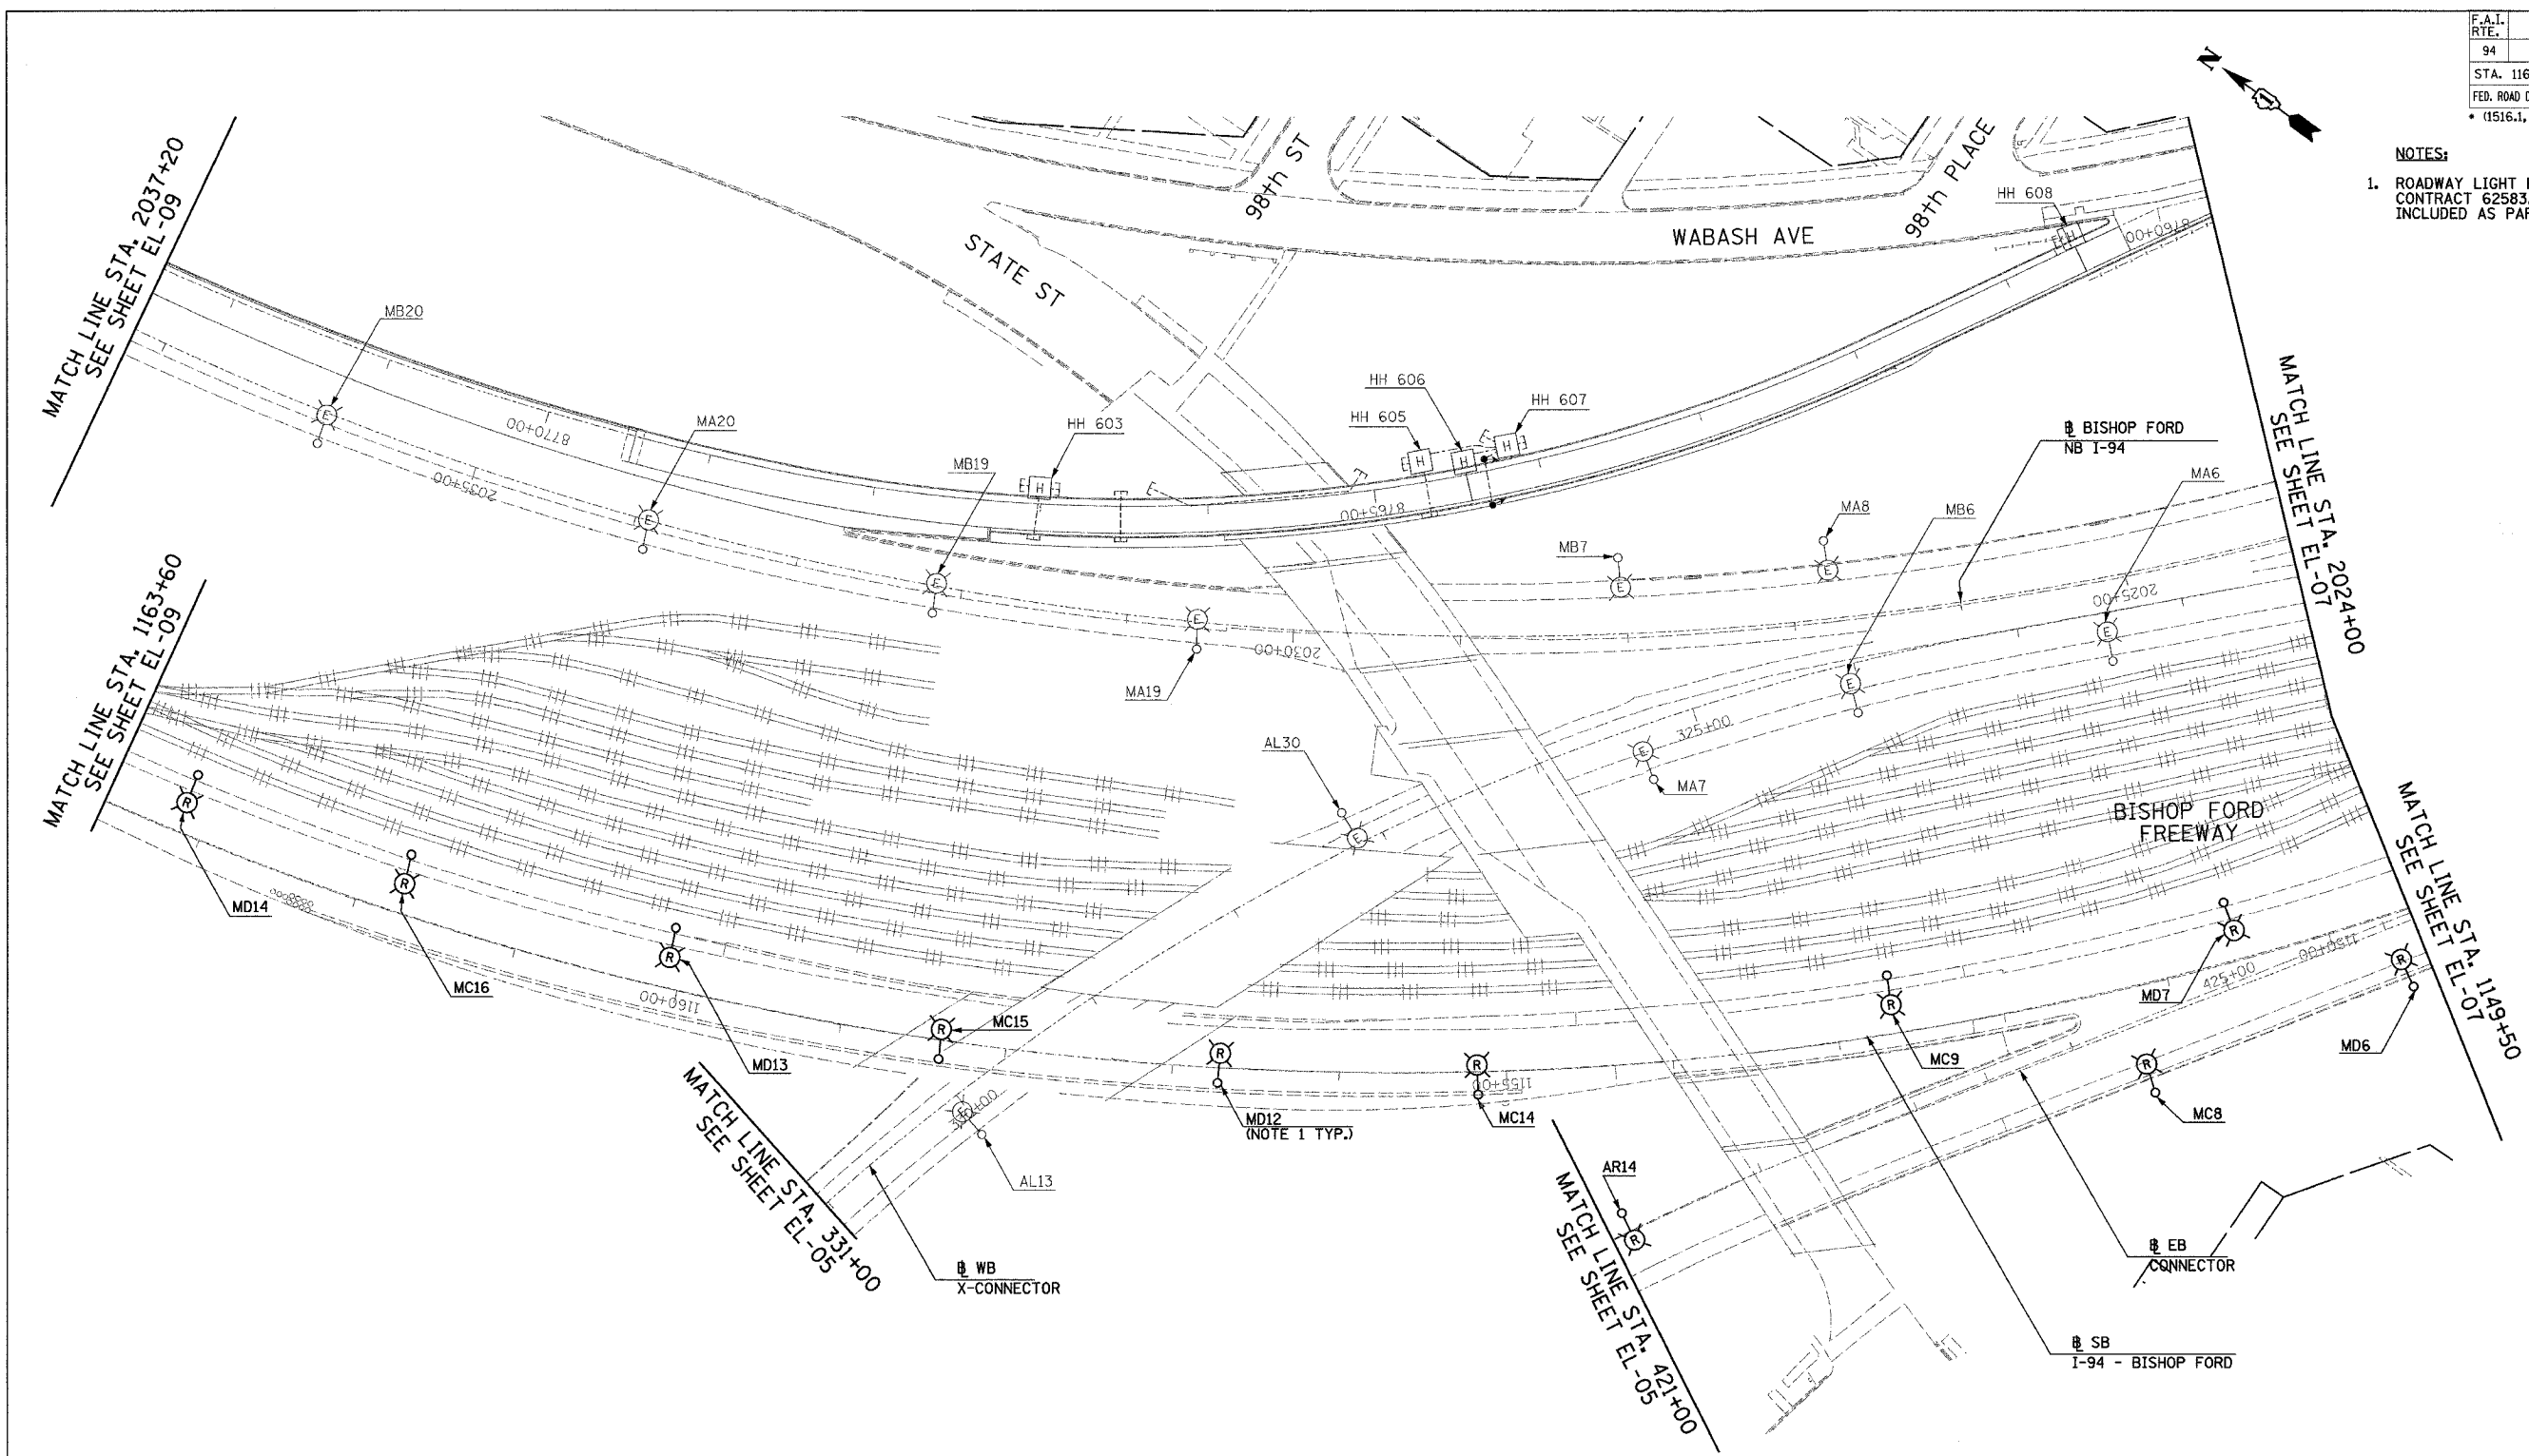 F.A.I.
RTE.
94
STA. 116
FED. ROAD D
* (1516.1,
N
1
NOTES:
1. ROADWAY LIGHT
CONTRACT 62583.
INCLUDED AS PAR
MATCH LINE STA. 2037+20
SEE SHEET EL-09
98th ST
98th PLACE
HH 608
8760+00
WABASH AVE
STATE ST
MB20
8770+00
MA20
HH 603
MB19
2035+00
HH 605
HH 606
HH 607
8765+00
MATCH LINE STA. 2024+00
SEE SHEET EL-07
BISHOP FORD
NB I-94
MA6
MA8
MB6
MB7
2025+00
2030+00
MA19
MATCH LINE STA. 1163+60
SEE SHEET EL-09
325+00
AL30
MA7
BISHOP FORD
FREEWAY
MATCH LINE STA. 1149+50
SEE SHEET EL-07
MD14
MC16
1160+00
MD13
MC15
MD12
(NOTE 1 TYP.)
1155+00
MC14
MC9
MD7
425+00
1150+00
MD6
MC8
MATCH LINE STA. 331+00
SEE SHEET EL-05
AL13
WB
X-CONNECTOR
MATCH LINE STA. 421+00
SEE SHEET EL-05
AR14
EB
CONNECTOR
SB
I-94 - BISHOP FORD
E
E
E
E
E
E
E
E
E
E
H
H
H
H
H
R
R
R
R
R
R
R
R
R
R
R